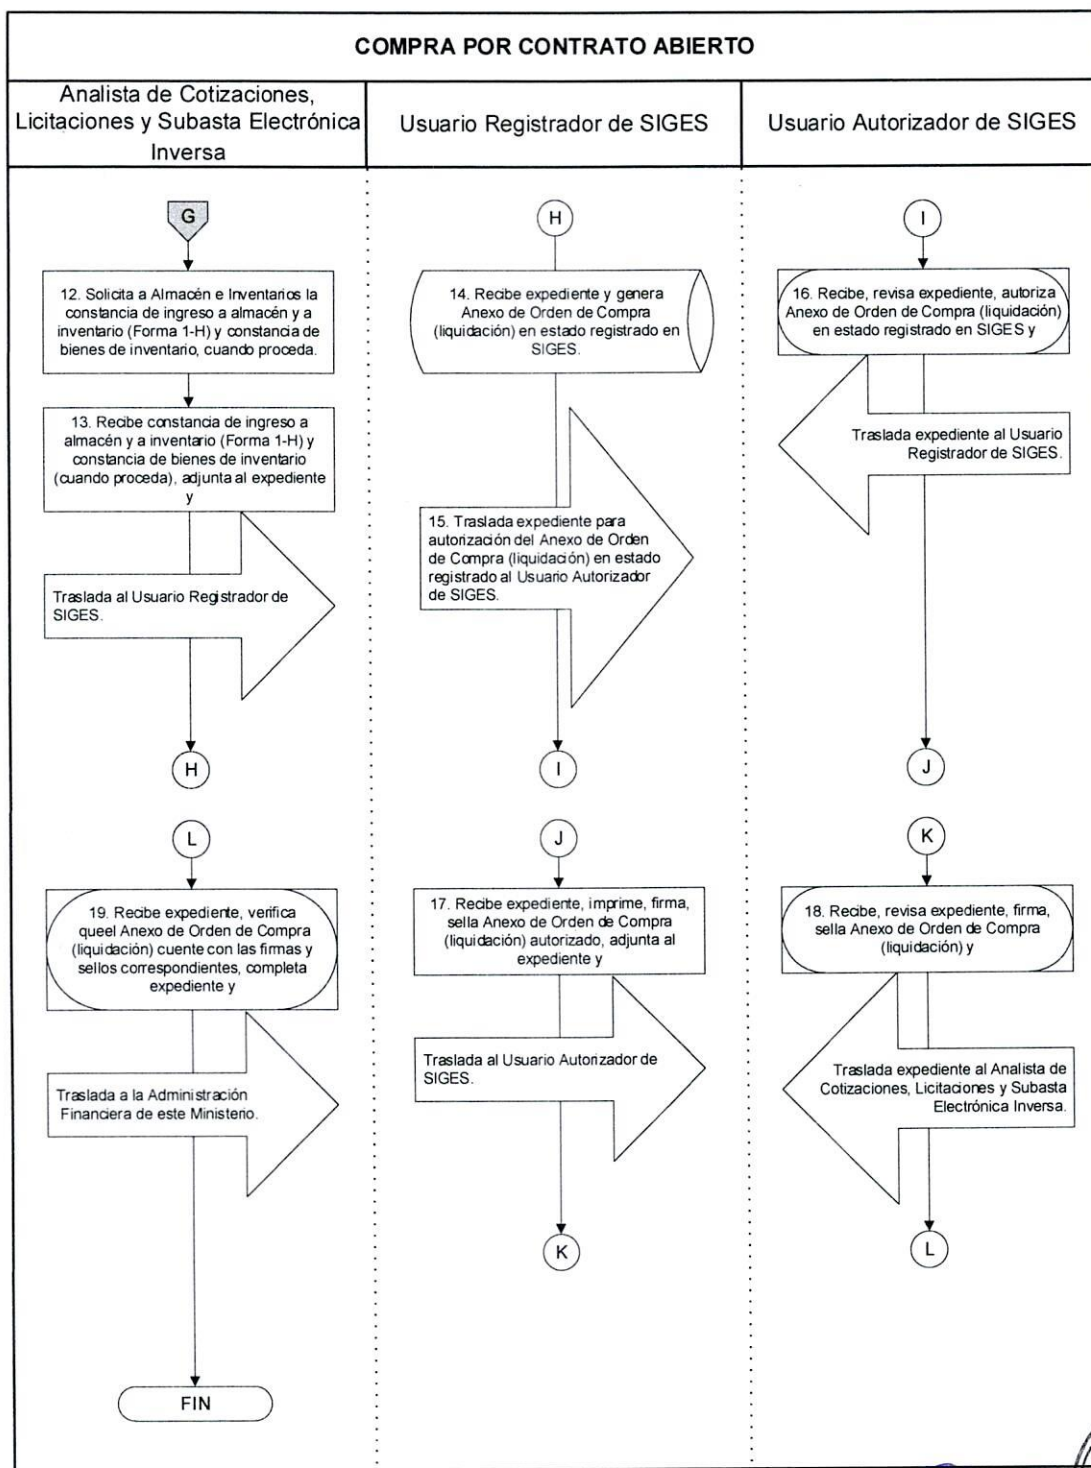 COMPRA POR CONTRATO ABIERTO
Analista de Cotizaciones,
Licitaciones y Subasta Electrónica
Inversa
Usuario Registrador de SIGES
Usuario Autorizador de SIGES
G
12. Solicita a Almacén e Inventarios la
constancia de ingreso a almacén y a
inventario (Forma 1-H) y constancia de
bienes de inventario, cuando proceda.
13. Recibe constancia de ingreso a
almacén y a inventario (Forma 1-H) y
constancia de bienes de inventario
(cuando proceda), adjunta al expediente
y
Traslada al Usuario Registrador de
SIGES.
H
H
14. Recibe expediente y genera
Anexo de Orden de Compra
(liquidación) en estado registrado en
SIGES.
15. Traslada expediente para
autorización del Anexo de Orden
de Compra (liquidación) en estado
registrado al Usuario Autorizador
de SIGES.
I
I
16. Recibe, revisa expediente, autoriza
Anexo de Orden de Compra (liquidación)
en estado registrado en SIGES y
Traslada expediente al Usuario
Registrador de SIGES.
J
L
19. Recibe expediente, verifica
queel Anexo de Orden de Compra
(liquidación) cuente con las firmas y
sellos correspondientes, completa
expediente y
Traslada a la Administración
Financiera de este Ministerio.
FIN
J
17. Recibe expediente, imprime, firma,
sella Anexo de Orden de Compra
(liquidación) autorizado, adjunta al
expediente y
Traslada al Usuario Autorizador de
SIGES.
K
K
18. Recibe, revisa expediente, firma,
sella Anexo de Orden de Compra
(liquidación) y
Traslada expediente al Analista de
Cotizaciones, Licitaciones y Subasta
Electrónica Inversa.
L